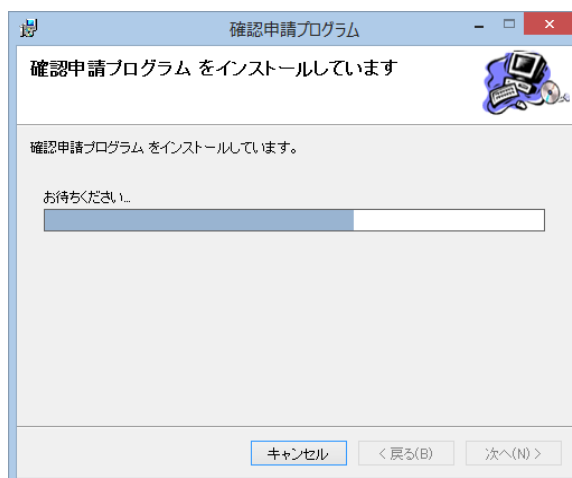 確認申請プログラム
確認申請プログラム をインストールしています
確認申請プログラム をインストールしています。
お待ちください...
キャンセル
< 戻る(B)
次へ(N) >